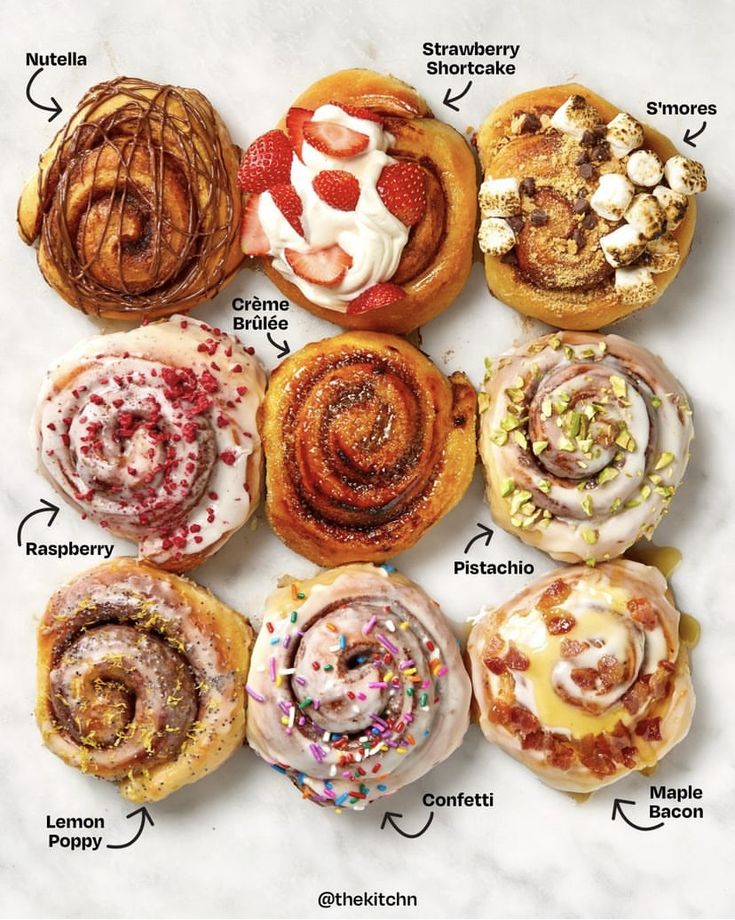 Nutella
Strawberry
Shortcake
S'mores
Crème
Brûlée
Raspberry
Pistachio
Lemon
Poppy
Confetti
Maple
Bacon
@thekitchn